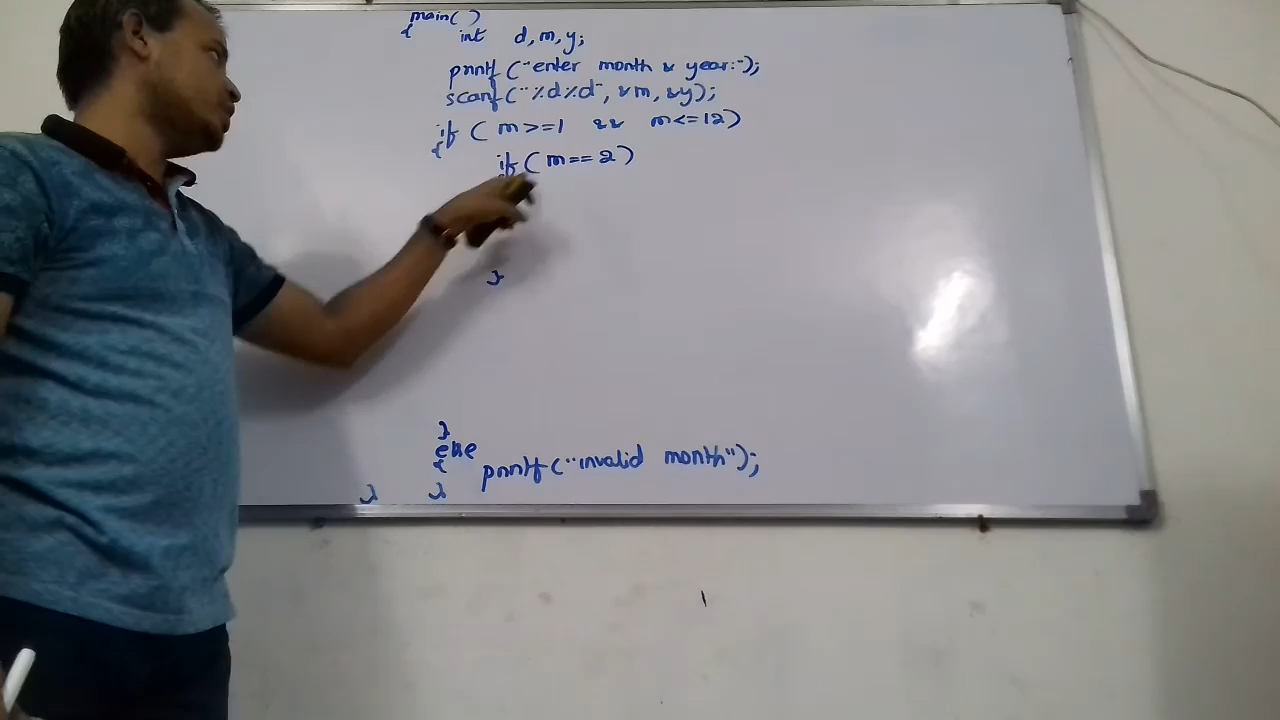 main( )
{ int d, m, y;
printf ("enter month & year:-");
scanf ("%d%d", &m, &y);
if ( m>=1 && m<=12)
{
if ( m==2)
{
}
}
else
{ printf ("invalid month");
} }